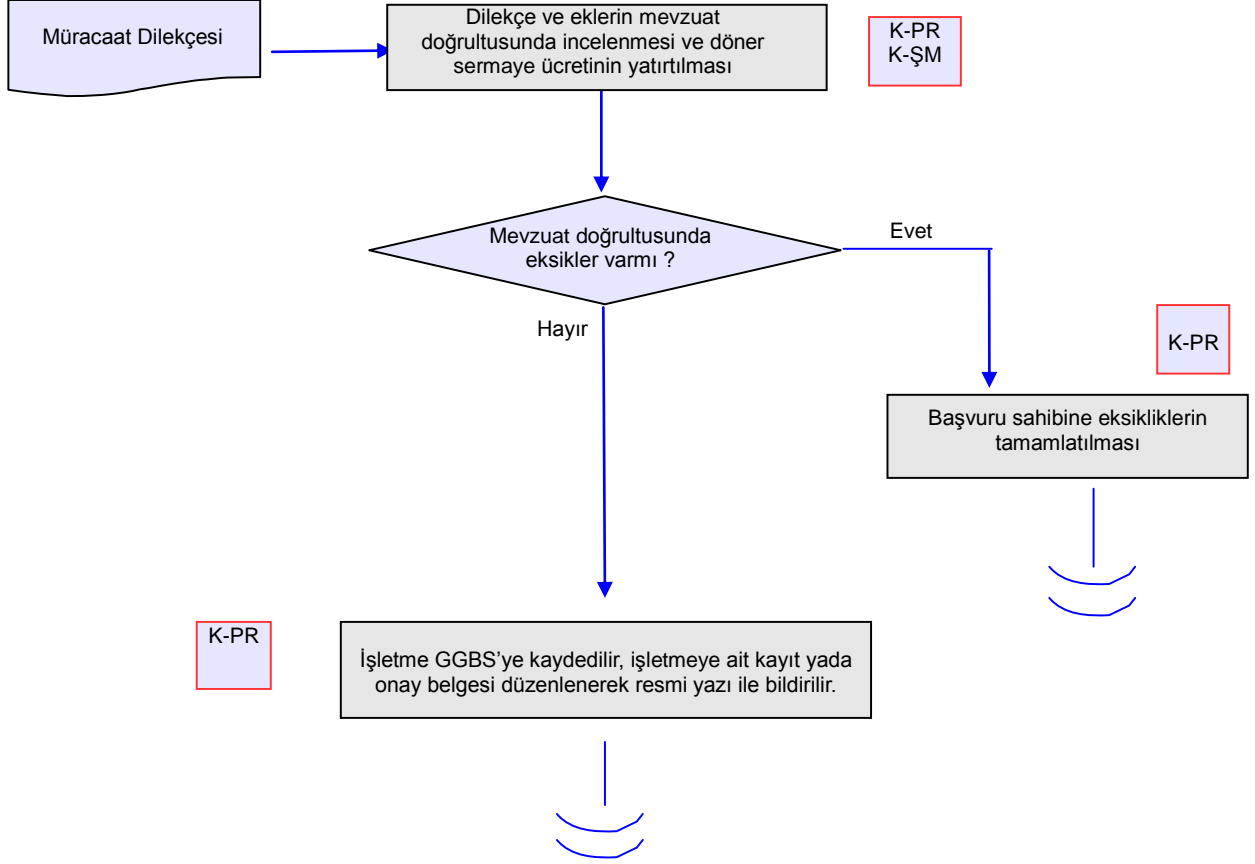 Müracaat Dilekçesi
Dilekçe ve eklerin mevzuat
doğrultusunda incelenmesi ve döner
sermaye ücretinin yatırtılması
K-PR
K-ŞM
Mevzuat doğrultusunda
eksikler varmı ?
Evet
Hayır
K-PR
Başvuru sahibine eksikliklerin
tamamlatılması
K-PR
İşletme GGBS’ye kaydedilir, işletmeye ait kayıt yada
onay belgesi düzenlenerek resmi yazı ile bildirilir.